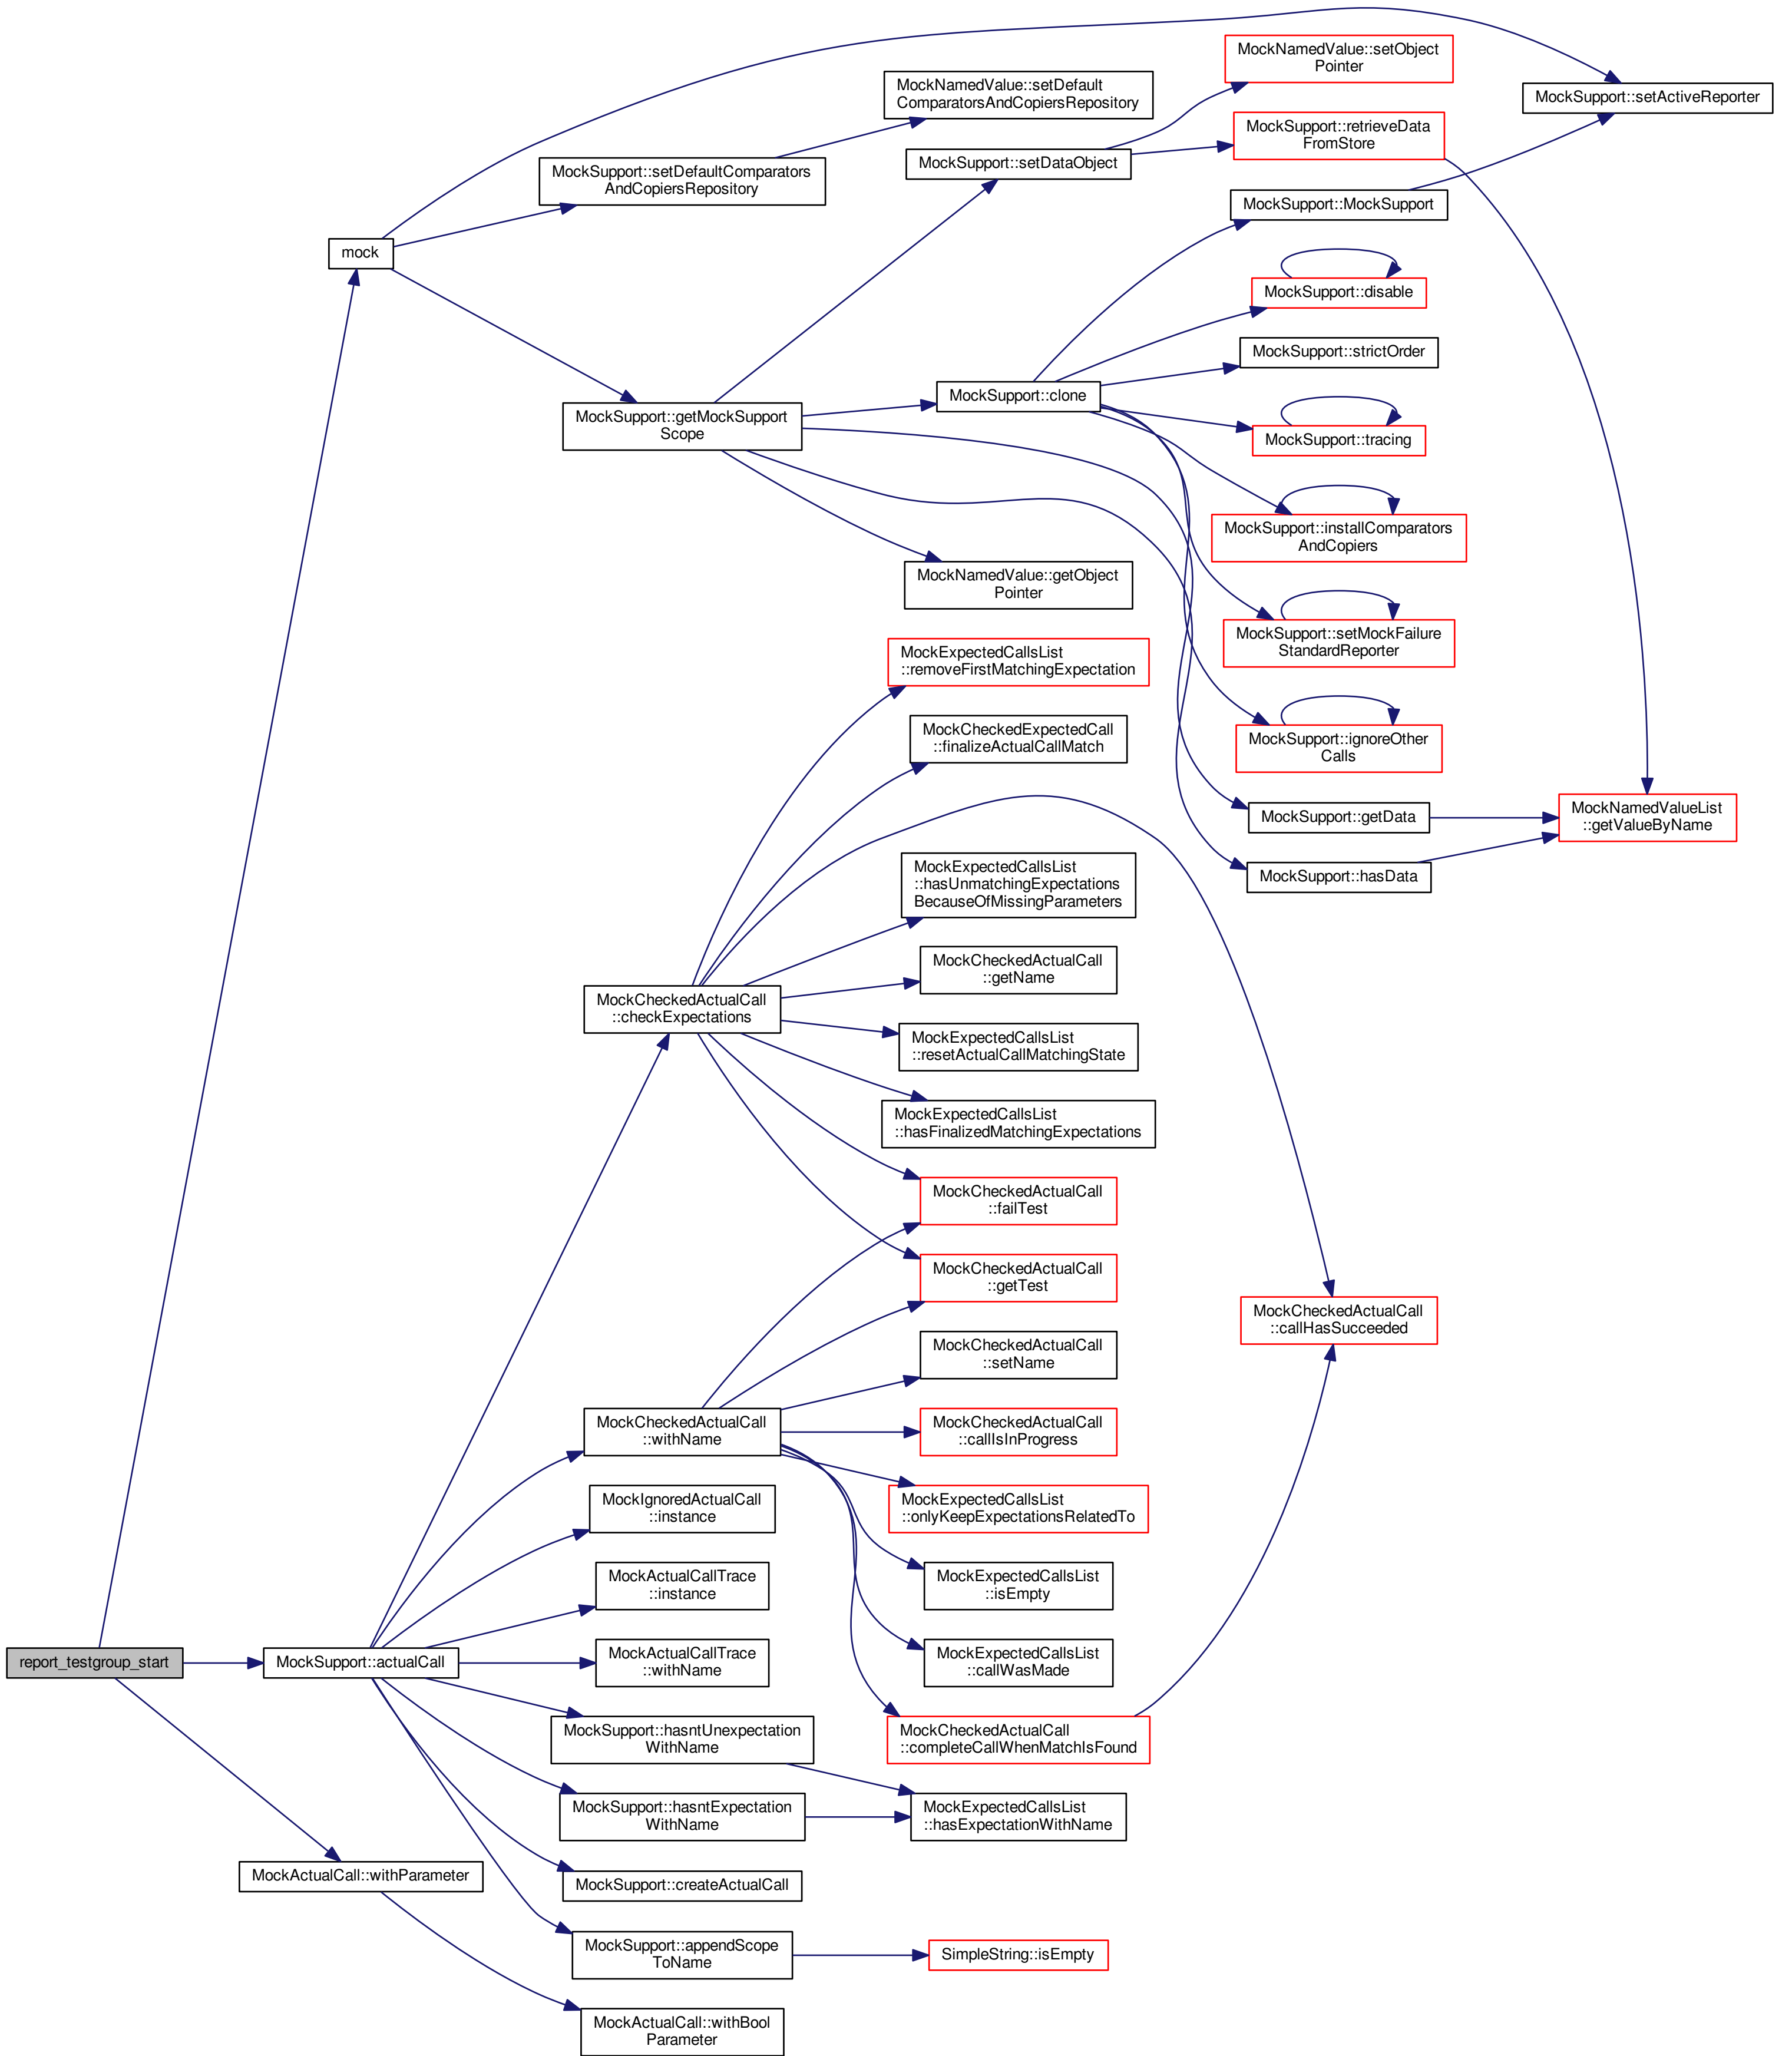 MockNamedValue::setObject
Pointer
MockNamedValue::setDefault
ComparatorsAndCopiersRepository
MockSupport::setActiveReporter
MockSupport::retrieveData
FromStore
MockSupport::setDataObject
MockSupport::setDefaultComparators
AndCopiersRepository
MockSupport::MockSupport
mock
MockSupport::disable
MockSupport::strictOrder
MockSupport::clone
MockSupport::getMockSupport
Scope
MockSupport::tracing
MockSupport::installComparators
AndCopiers
MockNamedValue::getObject
Pointer
MockSupport::setMockFailure
StandardReporter
MockExpectedCallsList
::removeFirstMatchingExpectation
MockCheckedExpectedCall
::finalizeActualCallMatch
MockSupport::ignoreOther
Calls
MockSupport::getData
MockNamedValueList
::getValueByName
MockExpectedCallsList
::hasUnmatchingExpectations
BecauseOfMissingParameters
MockSupport::hasData
MockCheckedActualCall
::getName
MockCheckedActualCall
::checkExpectations
MockExpectedCallsList
::resetActualCallMatchingState
MockExpectedCallsList
::hasFinalizedMatchingExpectations
MockCheckedActualCall
::failTest
MockCheckedActualCall
::getTest
MockCheckedActualCall
::callHasSucceeded
MockCheckedActualCall
::setName
MockCheckedActualCall
::withName
MockCheckedActualCall
::callIsInProgress
MockIgnoredActualCall
::instance
MockExpectedCallsList
::onlyKeepExpectationsRelatedTo
MockActualCallTrace
::instance
MockExpectedCallsList
::isEmpty
report_testgroup_start
MockSupport::actualCall
MockActualCallTrace
::withName
MockExpectedCallsList
::callWasMade
MockSupport::hasntUnexpectation
WithName
MockCheckedActualCall
::completeCallWhenMatchIsFound
MockSupport::hasntExpectation
WithName
MockExpectedCallsList
::hasExpectationWithName
MockActualCall::withParameter
MockSupport::createActualCall
MockSupport::appendScope
ToName
SimpleString::isEmpty
MockActualCall::withBool
Parameter